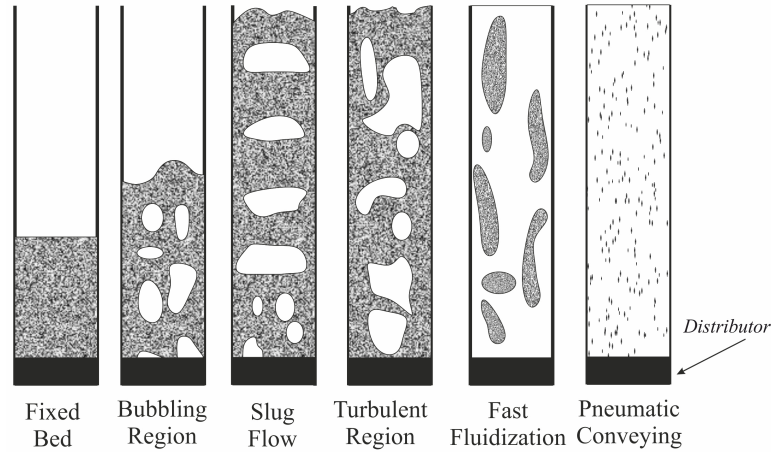 Distributor
Fixed
Bed
Bubbling
Region
Slug
Flow
Turbulent
Region
Fast
Fluidization
Pneumatic
Conveying